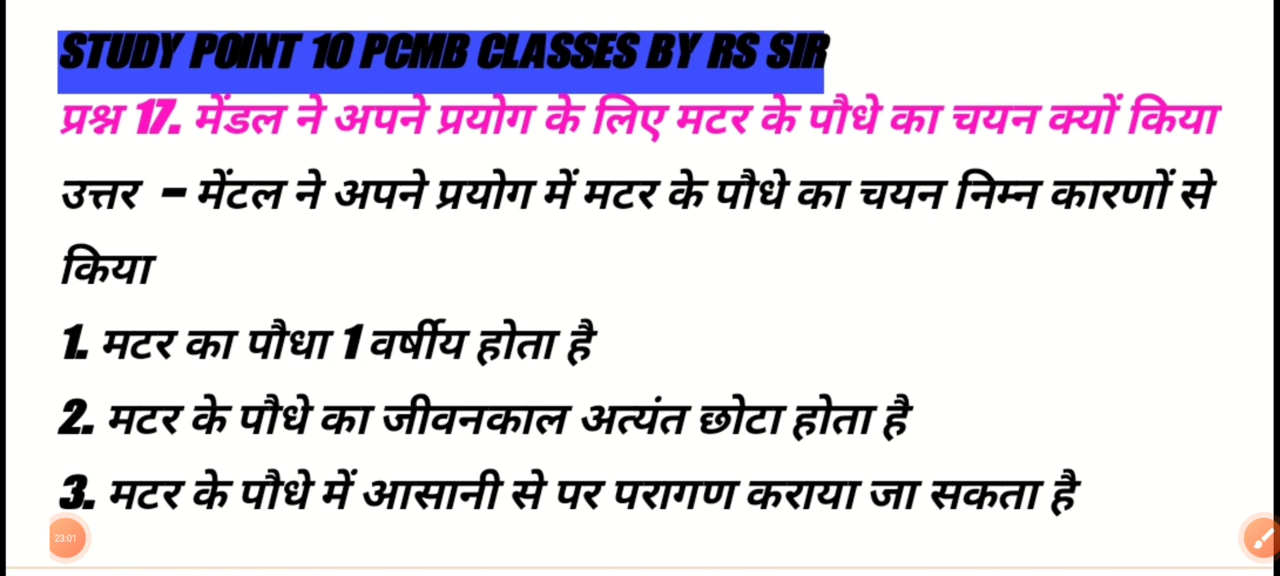 STUDY POINT 10 PCMB CLASSES BY RS SIR
प्रश्न 17. मेंडल ने अपने प्रयोग के लिए मटर के पौधे का चयन क्यों किया
उत्तर – मेंटल ने अपने प्रयोग में मटर के पौधे का चयन निम्न कारणों से
किया
1. मटर का पौधा 1 वर्षीय होता है
2. मटर के पौधे का जीवनकाल अत्यंत छोटा होता है
3. मटर के पौधे में आसानी से पर परागण कराया जा सकता है
23:01